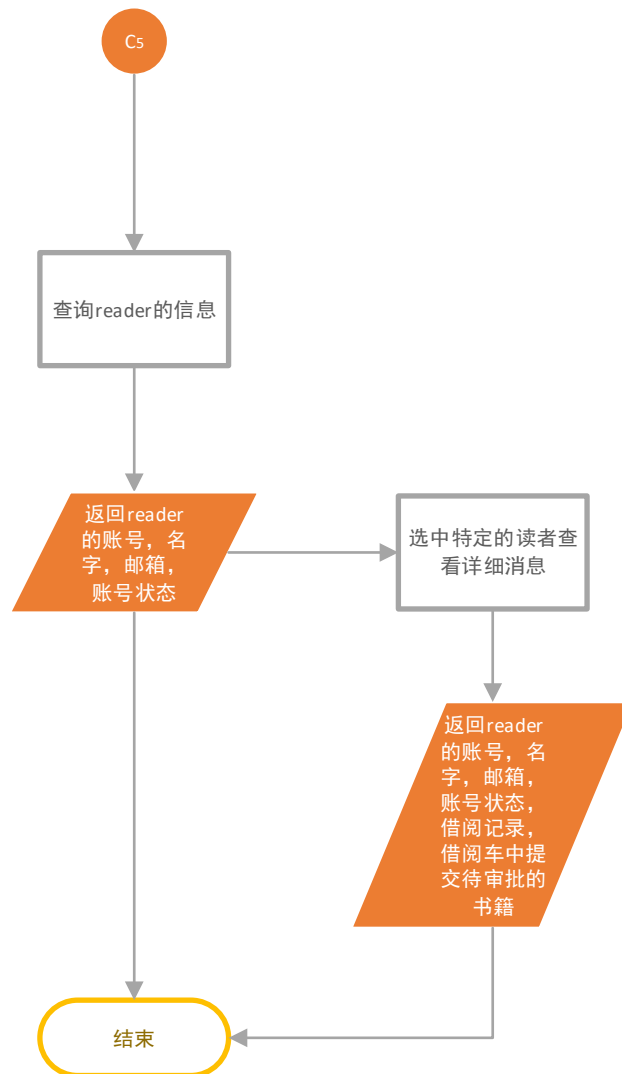 C5
查询reader的信息
返回reader
的账号，名
字，邮箱，
账号状态
选中特定的读者查
看详细消息
返回reader
的账号，名
字，邮箱，
账号状态，
借阅记录，
借阅车中提
交待审批的
书籍
结束